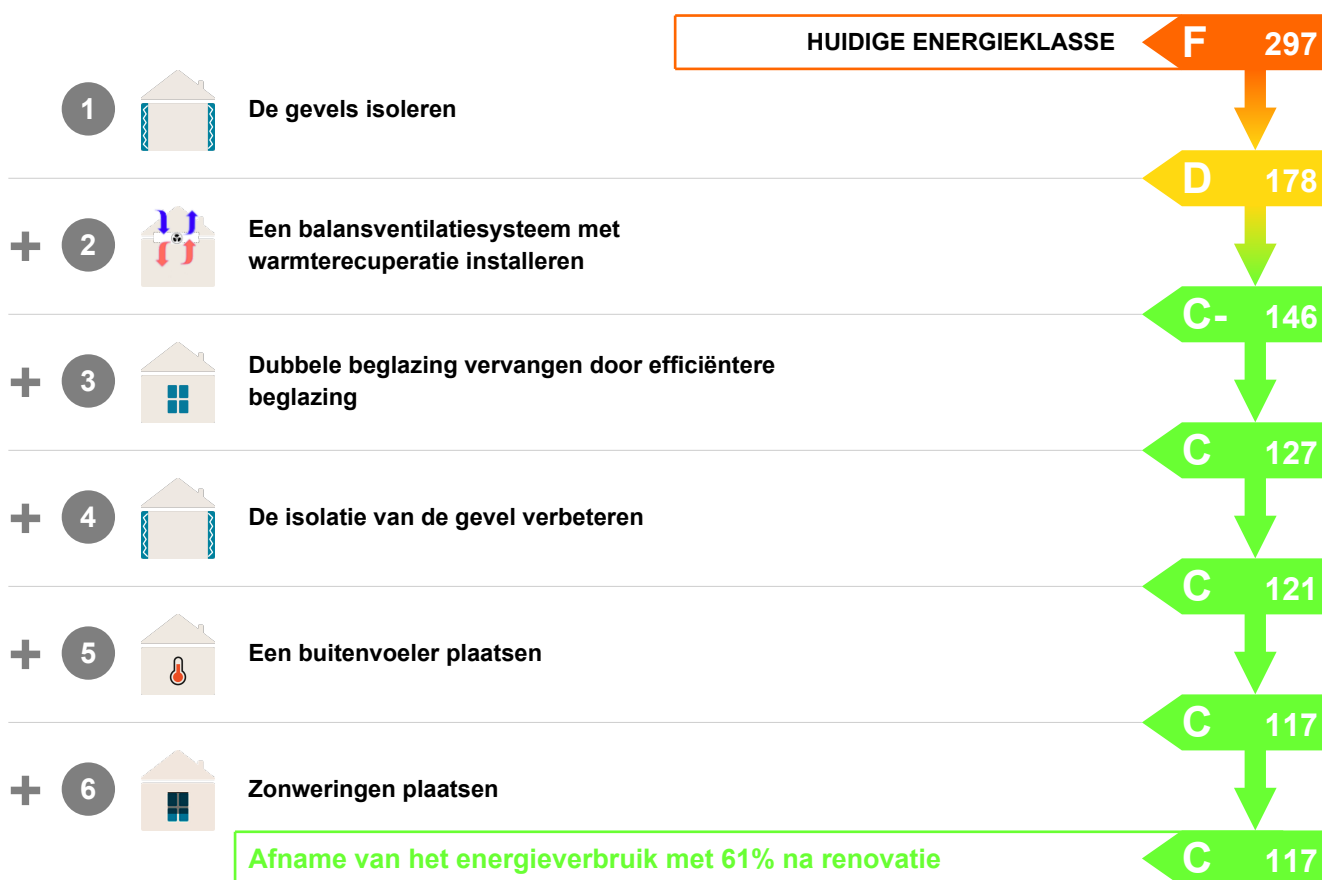 HUIDIGE ENERGIEKLASSE F 297
1 De gevels isoleren
D 178
+ 2 Een balansventilatiesysteem met
warmterecuperatie installeren
C- 146
+ 3 Dubbele beglazing vervangen door efficiëntere
beglazing
C 127
+ 4 De isolatie van de gevel verbeteren
C 121
+ 5 Een buitenvoeler plaatsen
C 117
+ 6 Zonweringen plaatsen
Afname van het energieverbruik met 61% na renovatie C 117